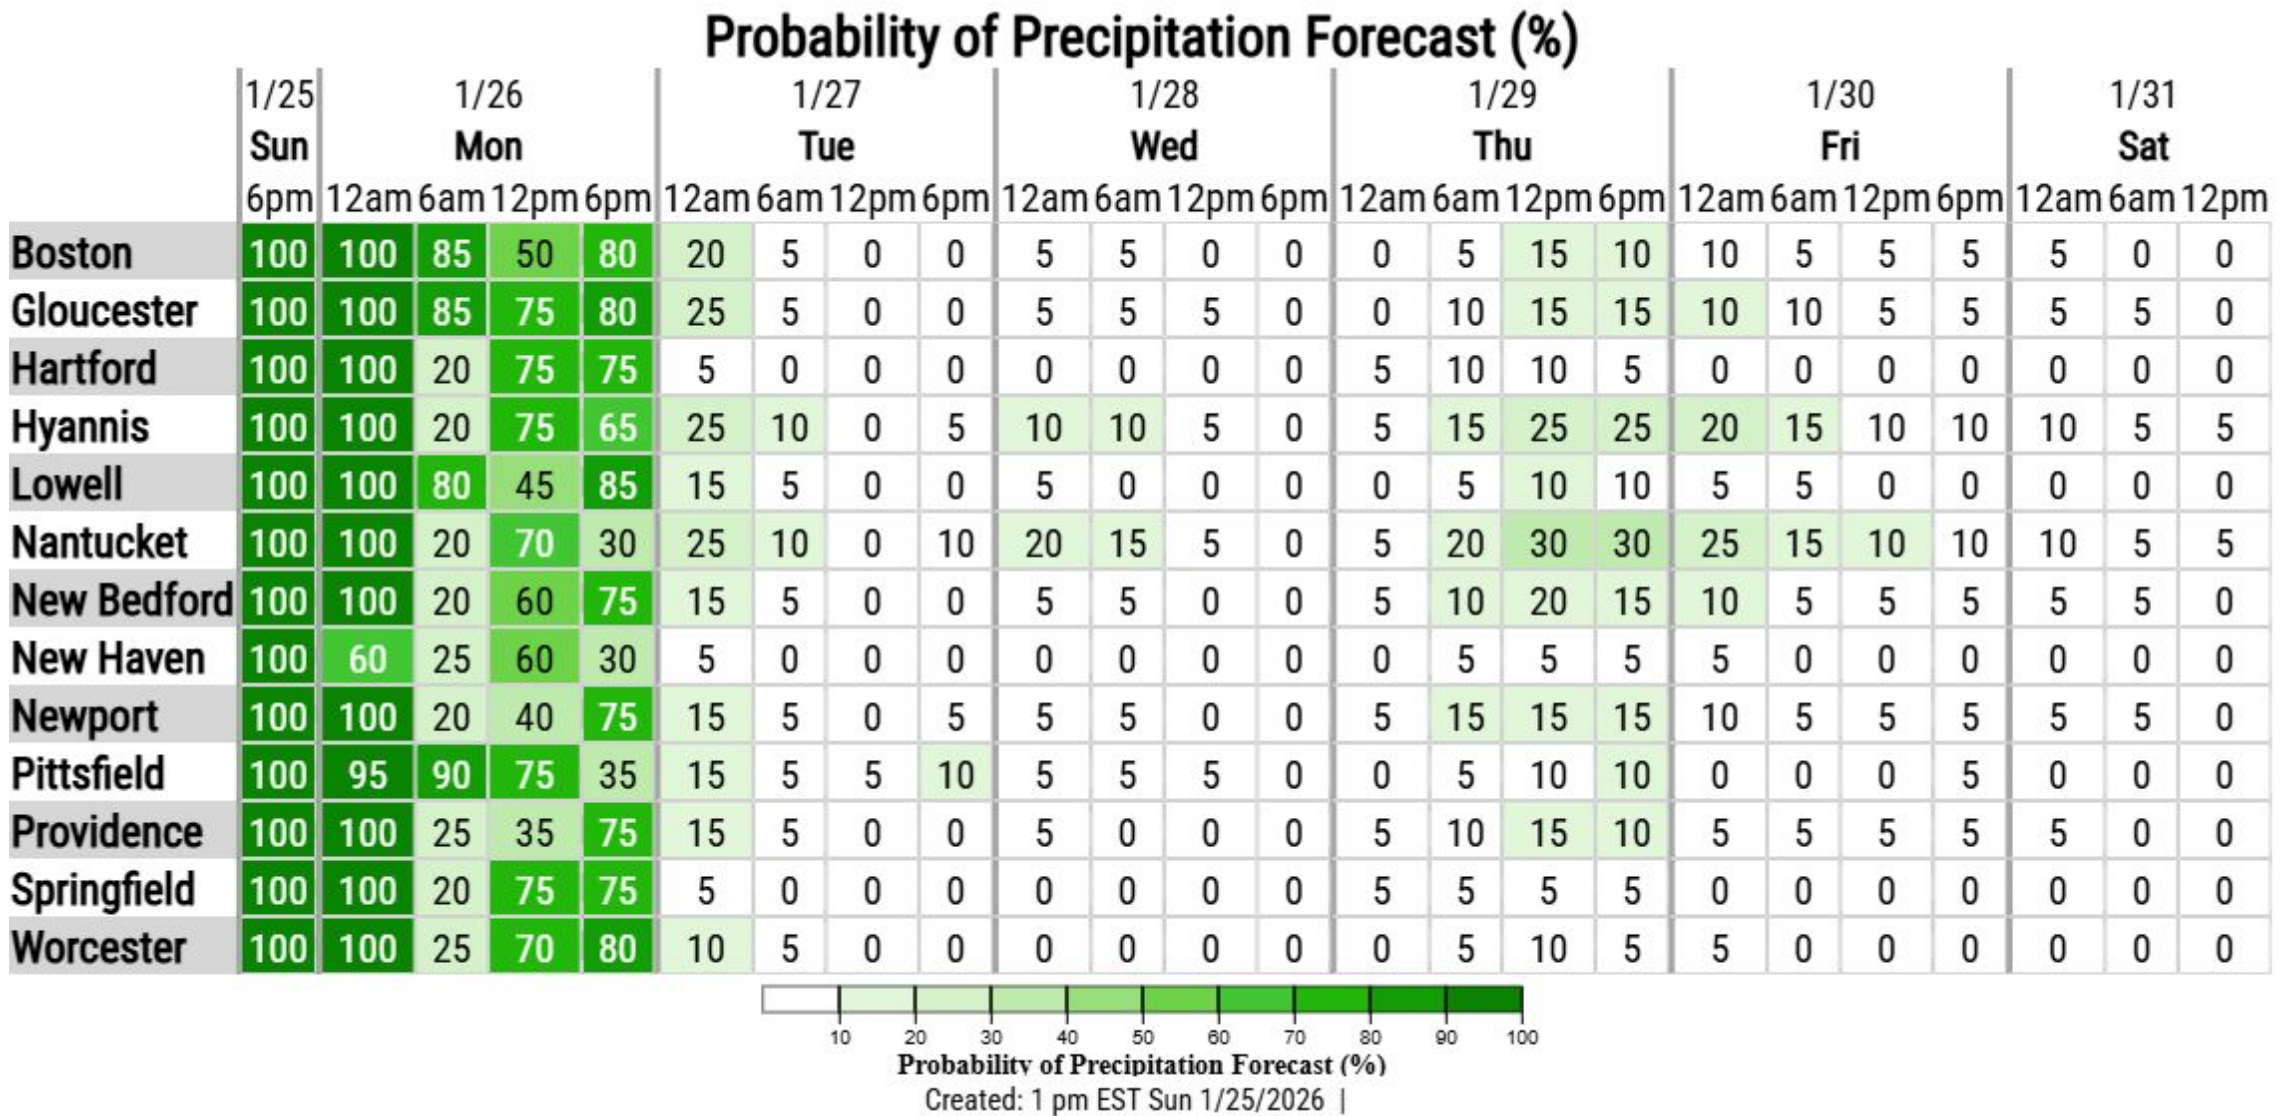 Probability of Precipitation Forecast (%)
1/25 1/26 1/27 1/28 1/29 1/30 1/31
Sun Mon Tue Wed Thu Fri Sat
6pm 12am 6am 12pm 6pm 12am 6am 12pm 6pm 12am 6am 12pm 6pm 12am 6am 12pm 6pm 12am 6am 12pm 6pm 12am 6am 12pm
Boston 100 100 85 50 80 20 5 0 0 5 5 0 0 0 5 15 10 10 5 5 5 5 0 0
Gloucester 100 100 85 75 80 25 5 0 0 5 5 5 0 0 10 15 15 10 10 5 5 5 5 0
Hartford 100 100 20 75 75 5 0 0 0 0 0 0 0 5 10 10 5 0 0 0 0 0 0 0
Hyannis 100 100 20 75 65 25 10 0 5 10 10 5 0 5 15 25 25 20 15 10 10 10 5 5
Lowell 100 100 80 45 85 15 5 0 0 5 0 0 0 0 5 10 10 5 5 0 0 0 0 0
Nantucket 100 100 20 70 30 25 10 0 10 20 15 5 0 5 20 30 30 25 15 10 10 10 5 5
New Bedford 100 100 20 60 75 15 5 0 0 5 5 0 0 5 10 20 15 10 5 5 5 5 5 0
New Haven 100 60 25 60 30 5 0 0 0 0 0 0 0 0 5 5 5 5 0 0 0 0 0 0
Newport 100 100 20 40 75 15 5 0 5 5 5 0 0 5 15 15 15 10 5 5 5 5 5 0
Pittsfield 100 95 90 75 35 15 5 5 10 5 5 5 0 0 5 10 10 0 0 0 5 0 0 0
Providence 100 100 25 35 75 15 5 0 0 5 0 0 0 5 10 15 10 5 5 5 5 5 0 0
Springfield 100 100 20 75 75 5 0 0 0 0 0 0 0 5 5 5 5 0 0 0 0 0 0 0
Worcester 100 100 25 70 80 10 5 0 0 0 0 0 0 0 5 10 5 5 0 0 0 0 0 0
10 20 30 40 50 60 70 80 90 100
Probability of Precipitation Forecast (%)
Created: 1 pm EST Sun 1/25/2026 |